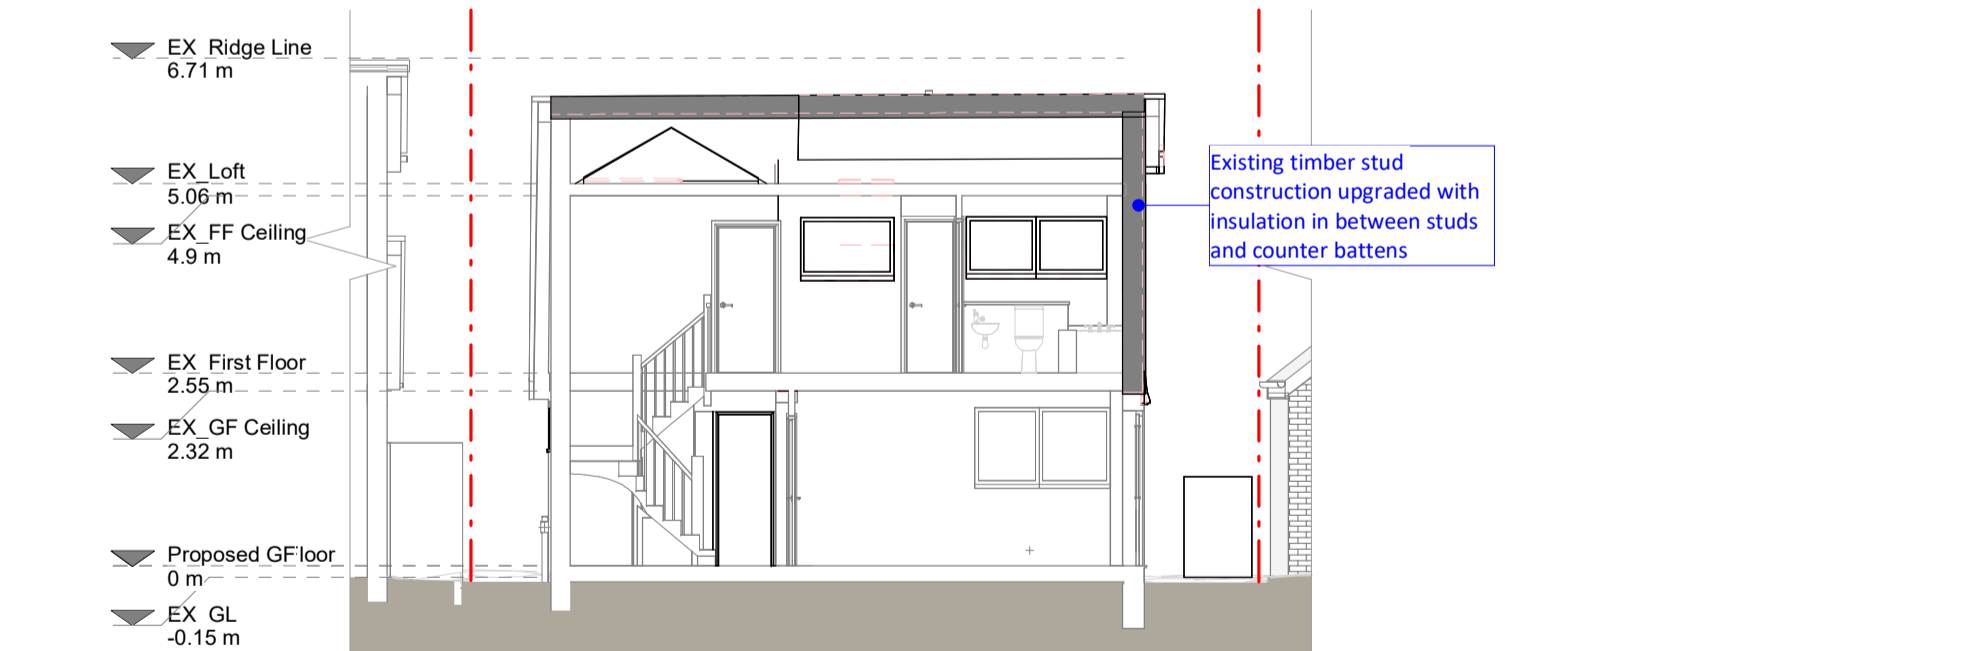 EX_Ridge Line
6.71 m
EX_Loft
5.06 m
EX_FF Ceiling
4.9 m
EX_First Floor
2.55 m
EX_GF Ceiling
2.32 m
Proposed GFloor
0 m
EX_GL
-0.15 m
Existing timber stud
construction upgraded with
insulation in between studs
and counter battens